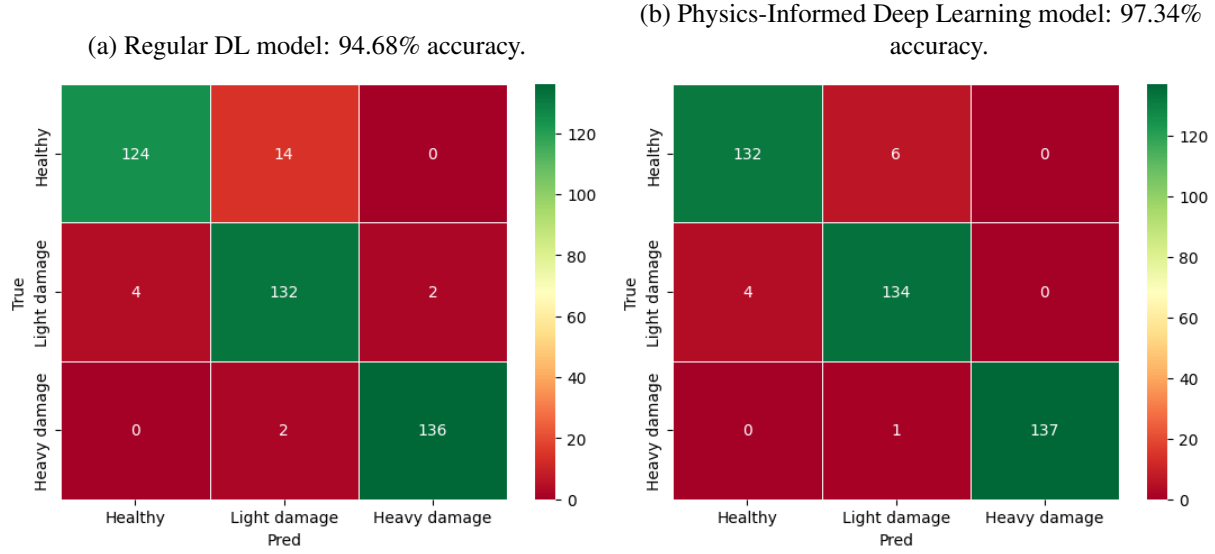 (a) Regular DL model: 94.68% accuracy.
Healthy
Light damage
Heavy damage
True
124 14 0
4 132 2
0 2 136
Healthy Light damage Heavy damage
Pred
120
100
80
60
40
20
0
(b) Physics-Informed Deep Learning model: 97.34%
accuracy.
Healthy
Light damage
Heavy damage
True
132 6 0
4 134 0
0 1 137
Healthy Light damage Heavy damage
Pred
120
100
80
60
40
20
0